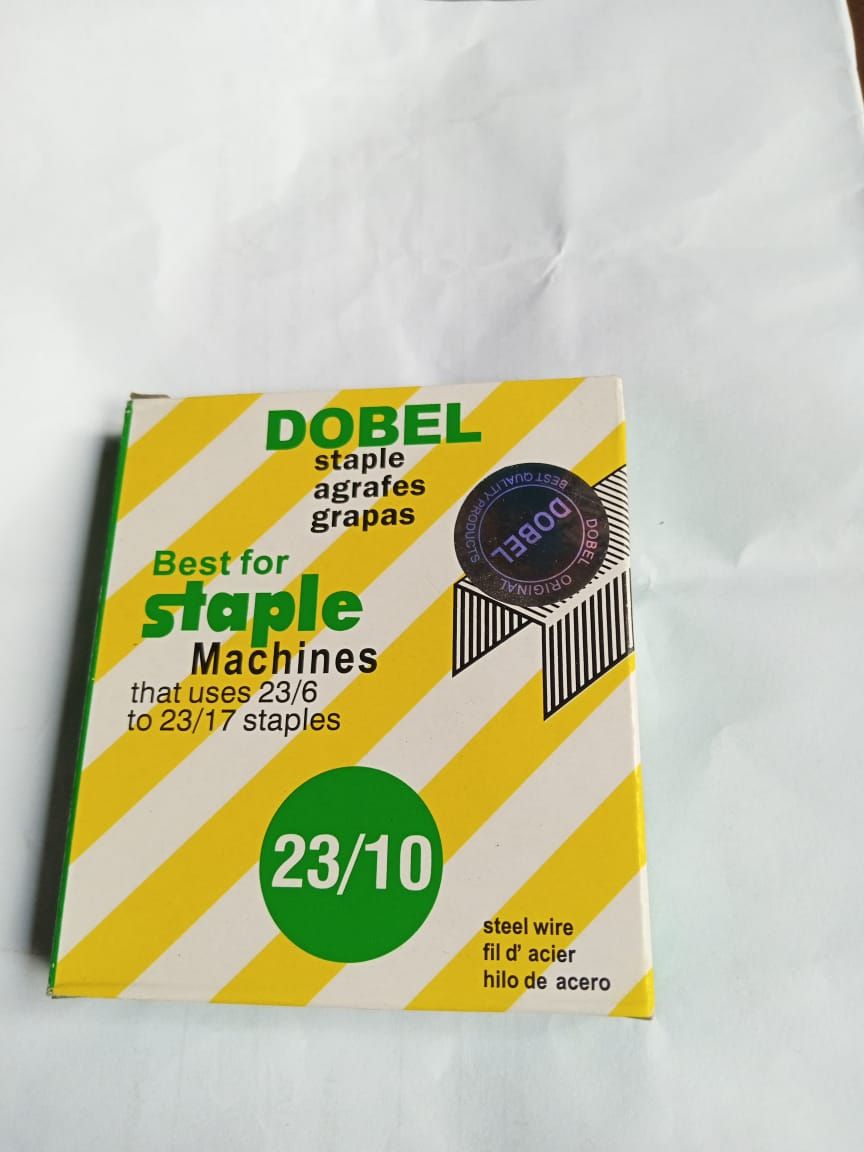 DOBEL
staple
agrafes
grapas
BEST QUALITY PRODUCTS
DOBEL
DOBEL ORIGINAL
Best for
staple
Machines
that uses 23/6
to 23/17 staples
23/10
steel wire
fil d' acier
hilo de acero